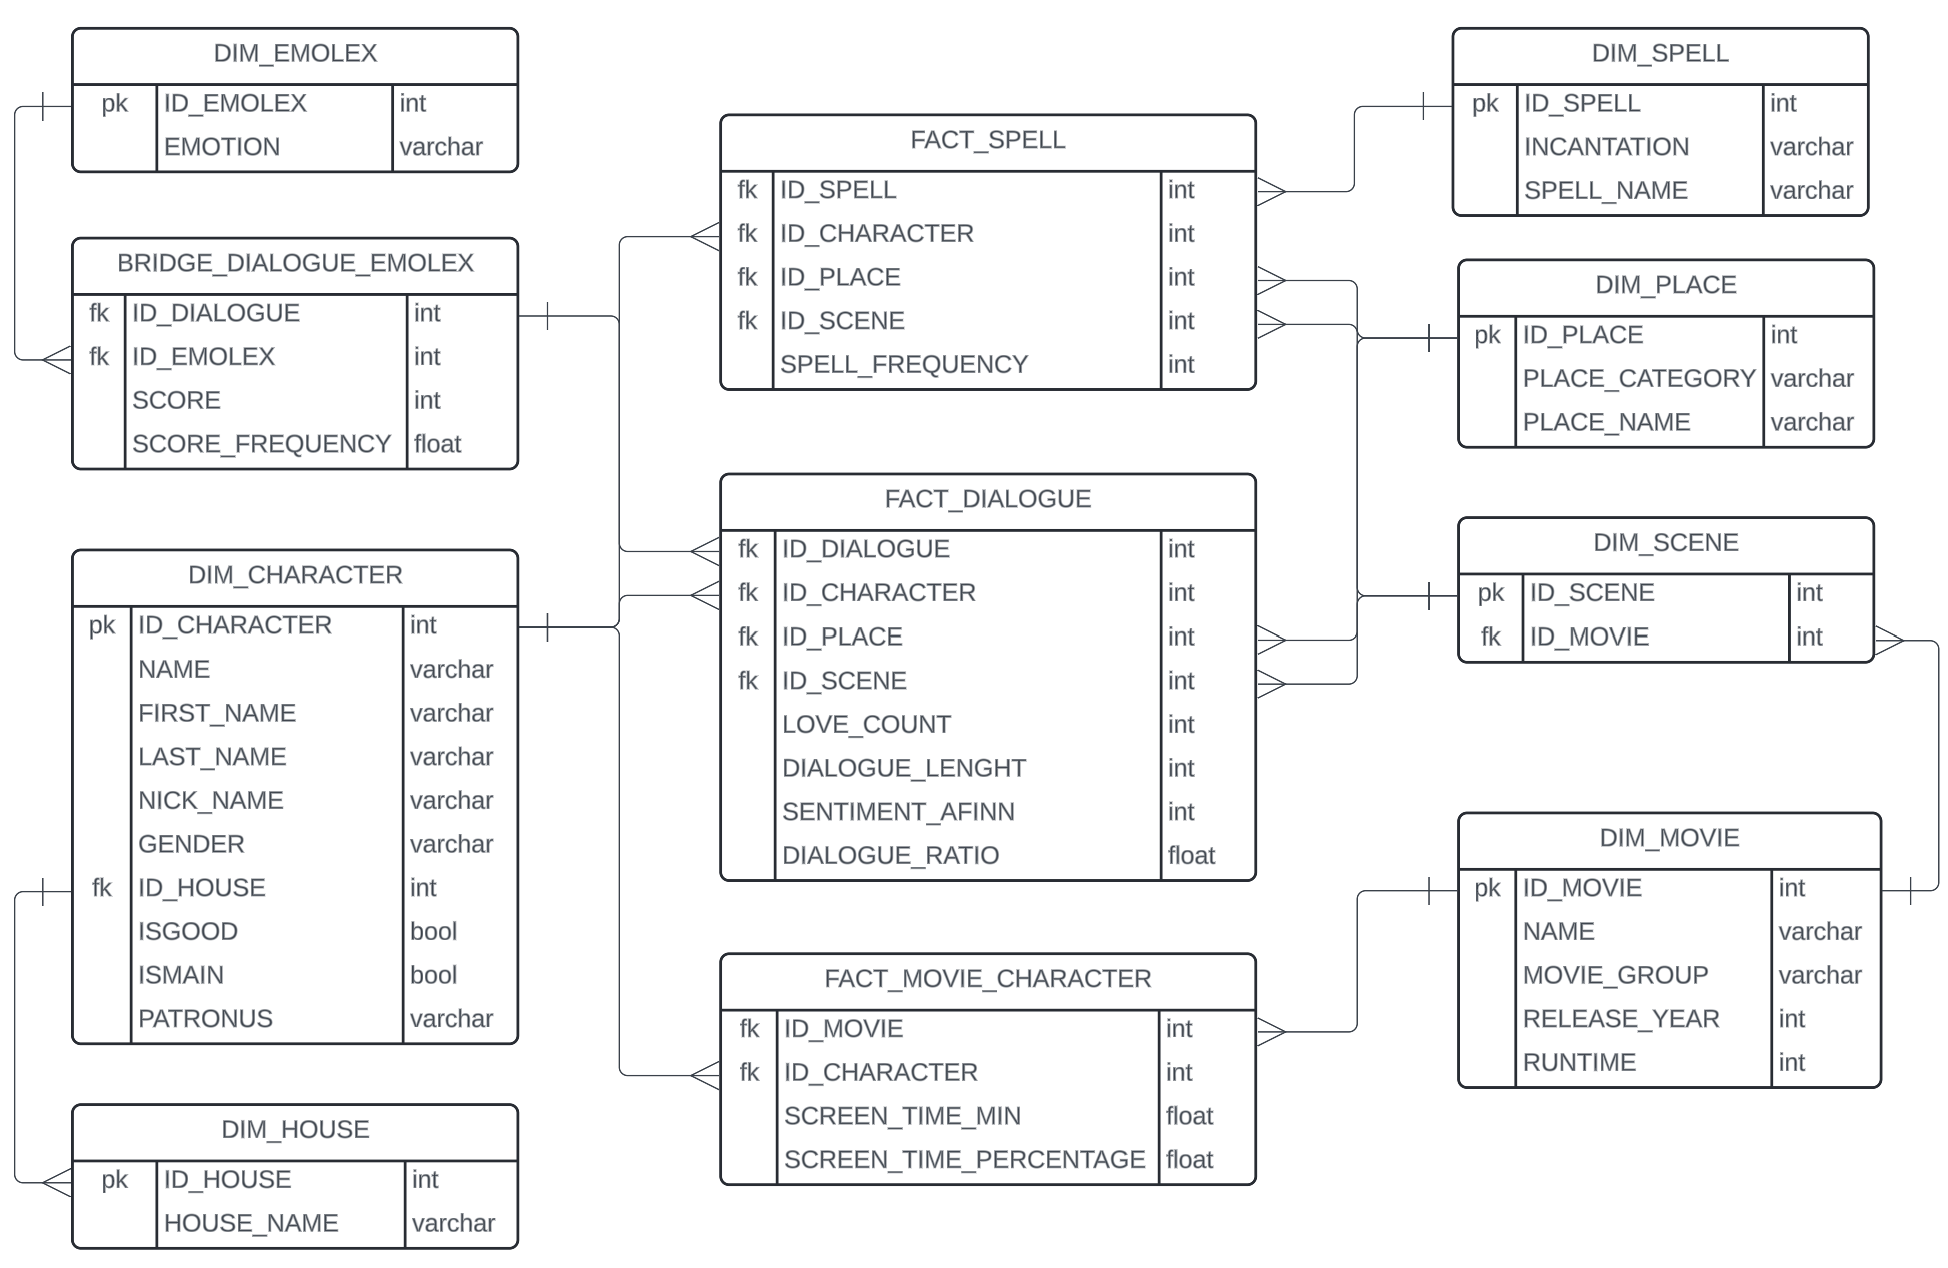 DIM_EMOLEX
pk ID_EMOLEX int
EMOTION varchar
BRIDGE_DIALOGUE_EMOLEX
fk ID_DIALOGUE int
fk ID_EMOLEX int
SCORE int
SCORE_FREQUENCY float
DIM_CHARACTER
pk ID_CHARACTER int
NAME varchar
FIRST_NAME varchar
LAST_NAME varchar
NICK_NAME varchar
GENDER varchar
fk ID_HOUSE int
ISGOOD bool
ISMAIN bool
PATRONUS varchar
DIM_HOUSE
pk ID_HOUSE int
HOUSE_NAME varchar
FACT_SPELL
fk ID_SPELL int
fk ID_CHARACTER int
fk ID_PLACE int
fk ID_SCENE int
SPELL_FREQUENCY int
FACT_DIALOGUE
fk ID_DIALOGUE int
fk ID_CHARACTER int
fk ID_PLACE int
fk ID_SCENE int
LOVE_COUNT int
DIALOGUE_LENGHT int
SENTIMENT_AFINN int
DIALOGUE_RATIO float
FACT_MOVIE_CHARACTER
fk ID_MOVIE int
fk ID_CHARACTER int
SCREEN_TIME_MIN float
SCREEN_TIME_PERCENTAGE float
DIM_SPELL
pk ID_SPELL int
INCANTATION varchar
SPELL_NAME varchar
DIM_PLACE
pk ID_PLACE int
PLACE_CATEGORY varchar
PLACE_NAME varchar
DIM_SCENE
pk ID_SCENE int
fk ID_MOVIE int
DIM_MOVIE
pk ID_MOVIE int
NAME varchar
MOVIE_GROUP varchar
RELEASE_YEAR int
RUNTIME int